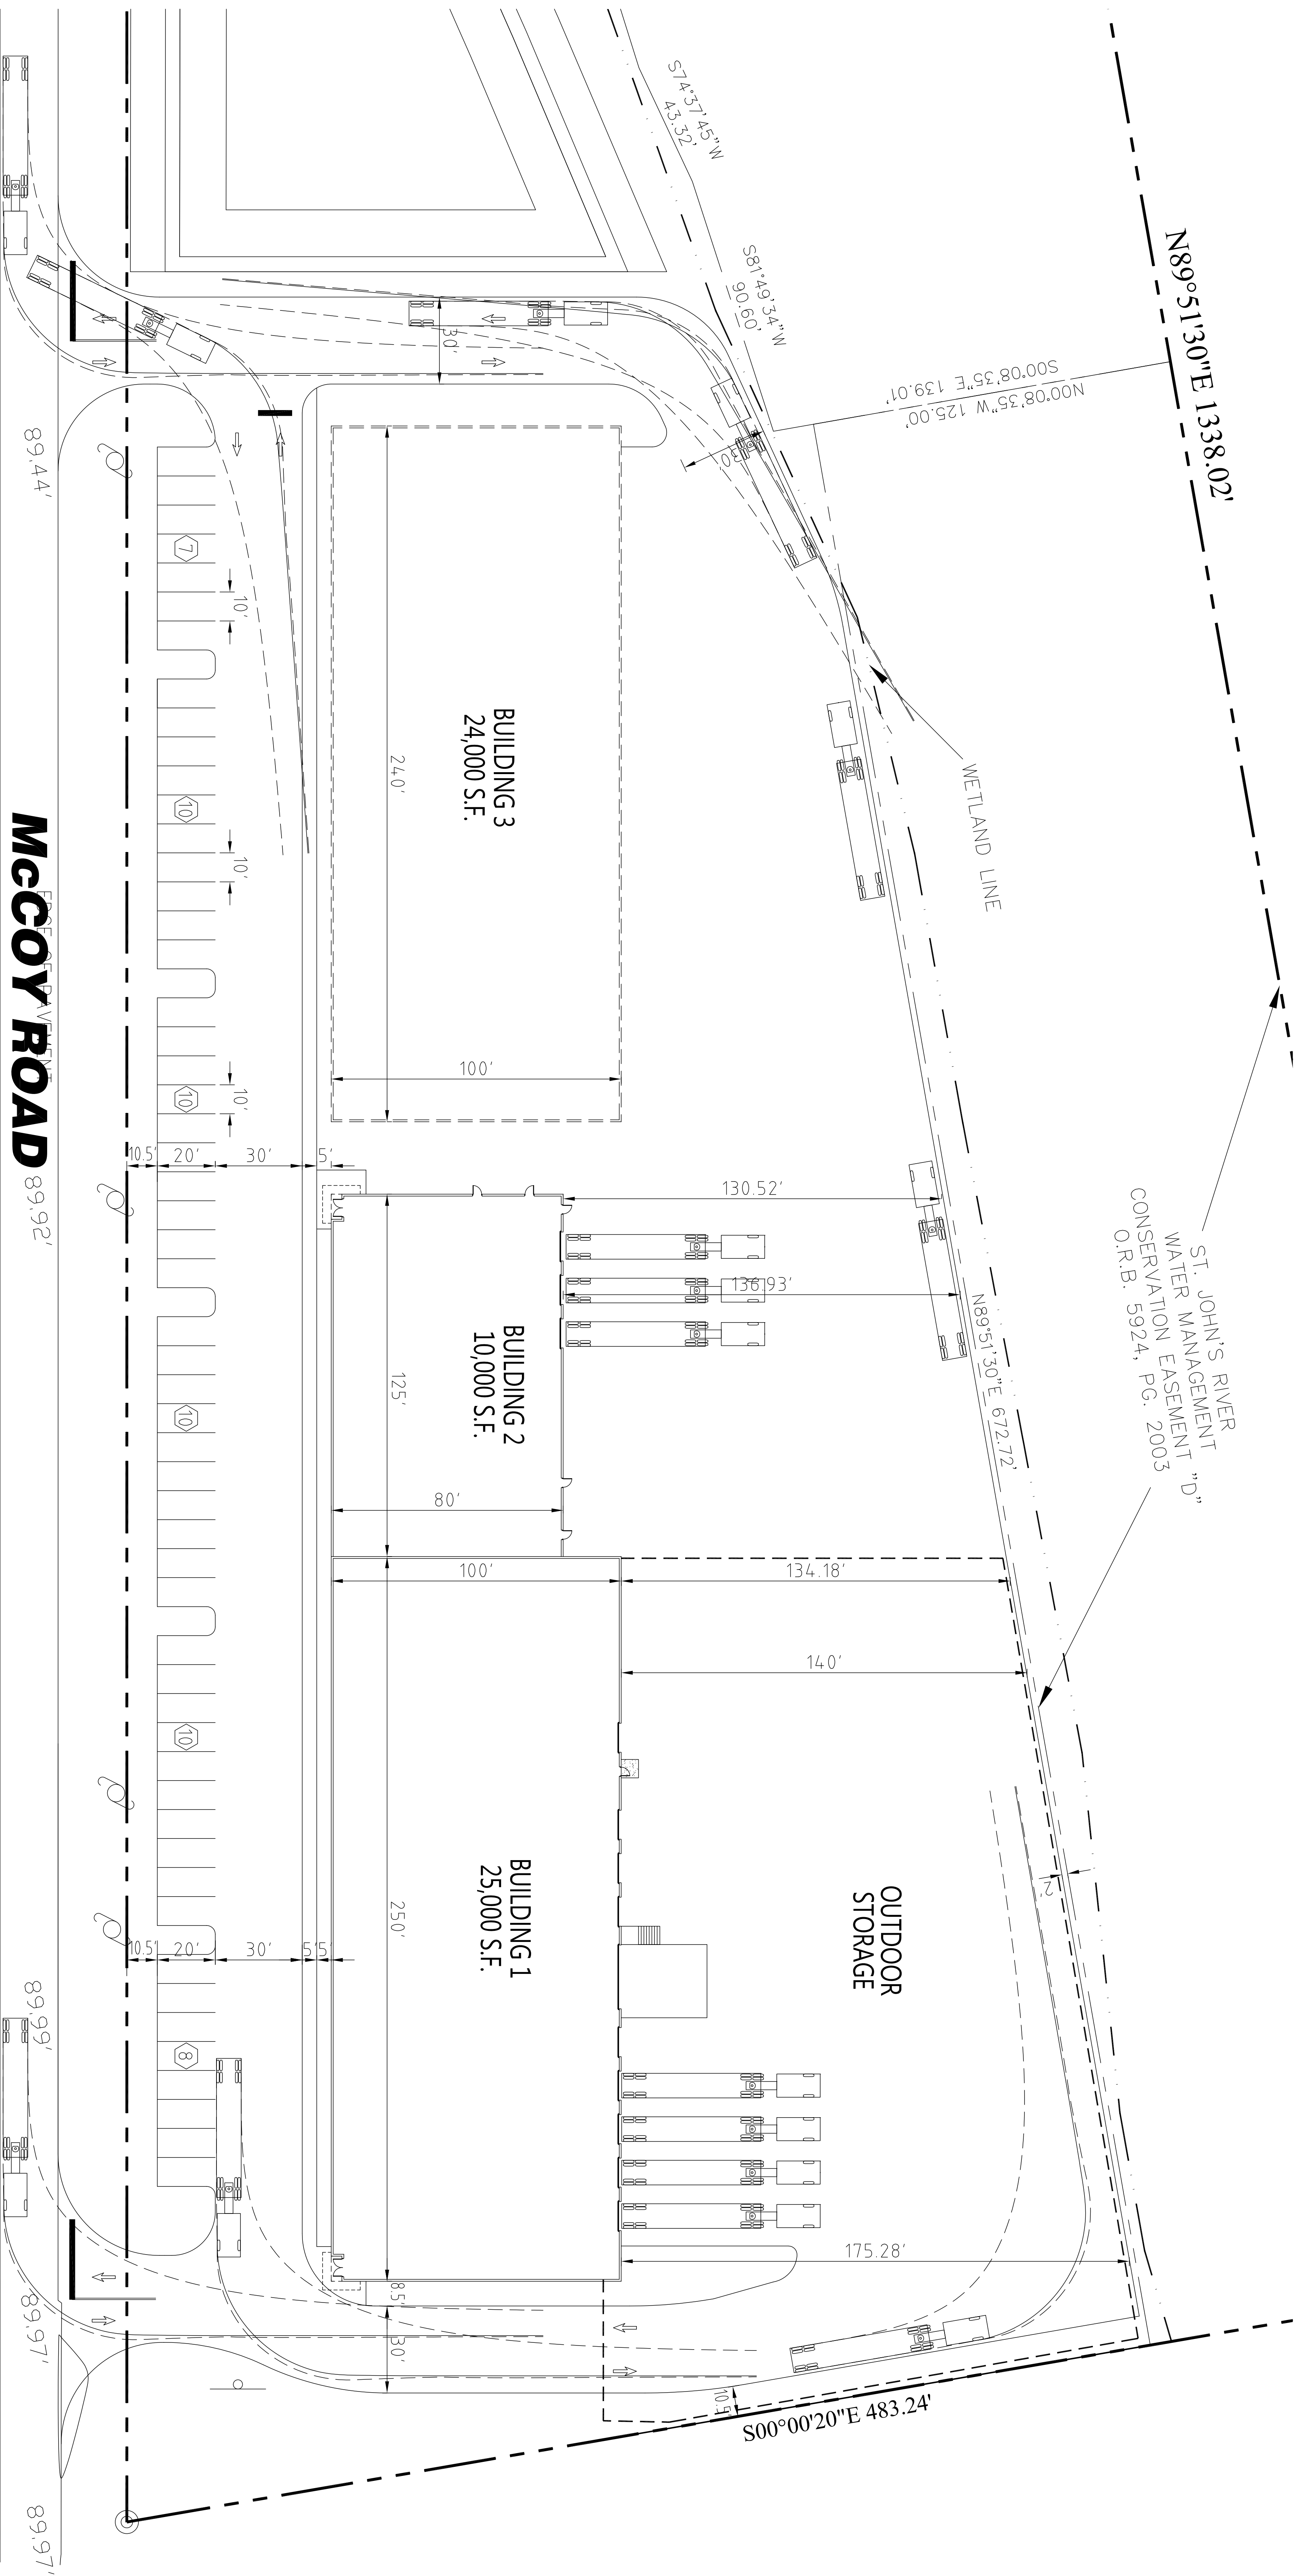 N89°51'30"E 1338.02'
S74°37'45"W
43.32'
S81°49'34"W
90.60'
S00°08'35"E 139.01'
N00°08'35"W 125.00'
30'
30'
WETLAND LINE
ST. JOHN'S RIVER
WATER MANAGEMENT
CONSERVATION EASEMENT "D"
O.R.B. 5924, PG. 2003
N89°51'30"E 672.72'
BUILDING 3
24,000 S.F.
240'
100'
BUILDING 2
10,000 S.F.
125'
80'
130.52'
136.93'
BUILDING 1
25,000 S.F.
250'
100'
134.18'
140'
OUTDOOR
STORAGE
2'
175.28'
8.5'
30'
10.5'
S00°00'20"E 483.24'
7
10'
10
10'
10
10'
10
10
8
10.5'
20'
30'
5'
10.5'
20'
30'
5'
5'
McCOY ROAD
EDGE OF PAVEMENT
89.44'
89.92'
89.99'
89.97'
89.97'